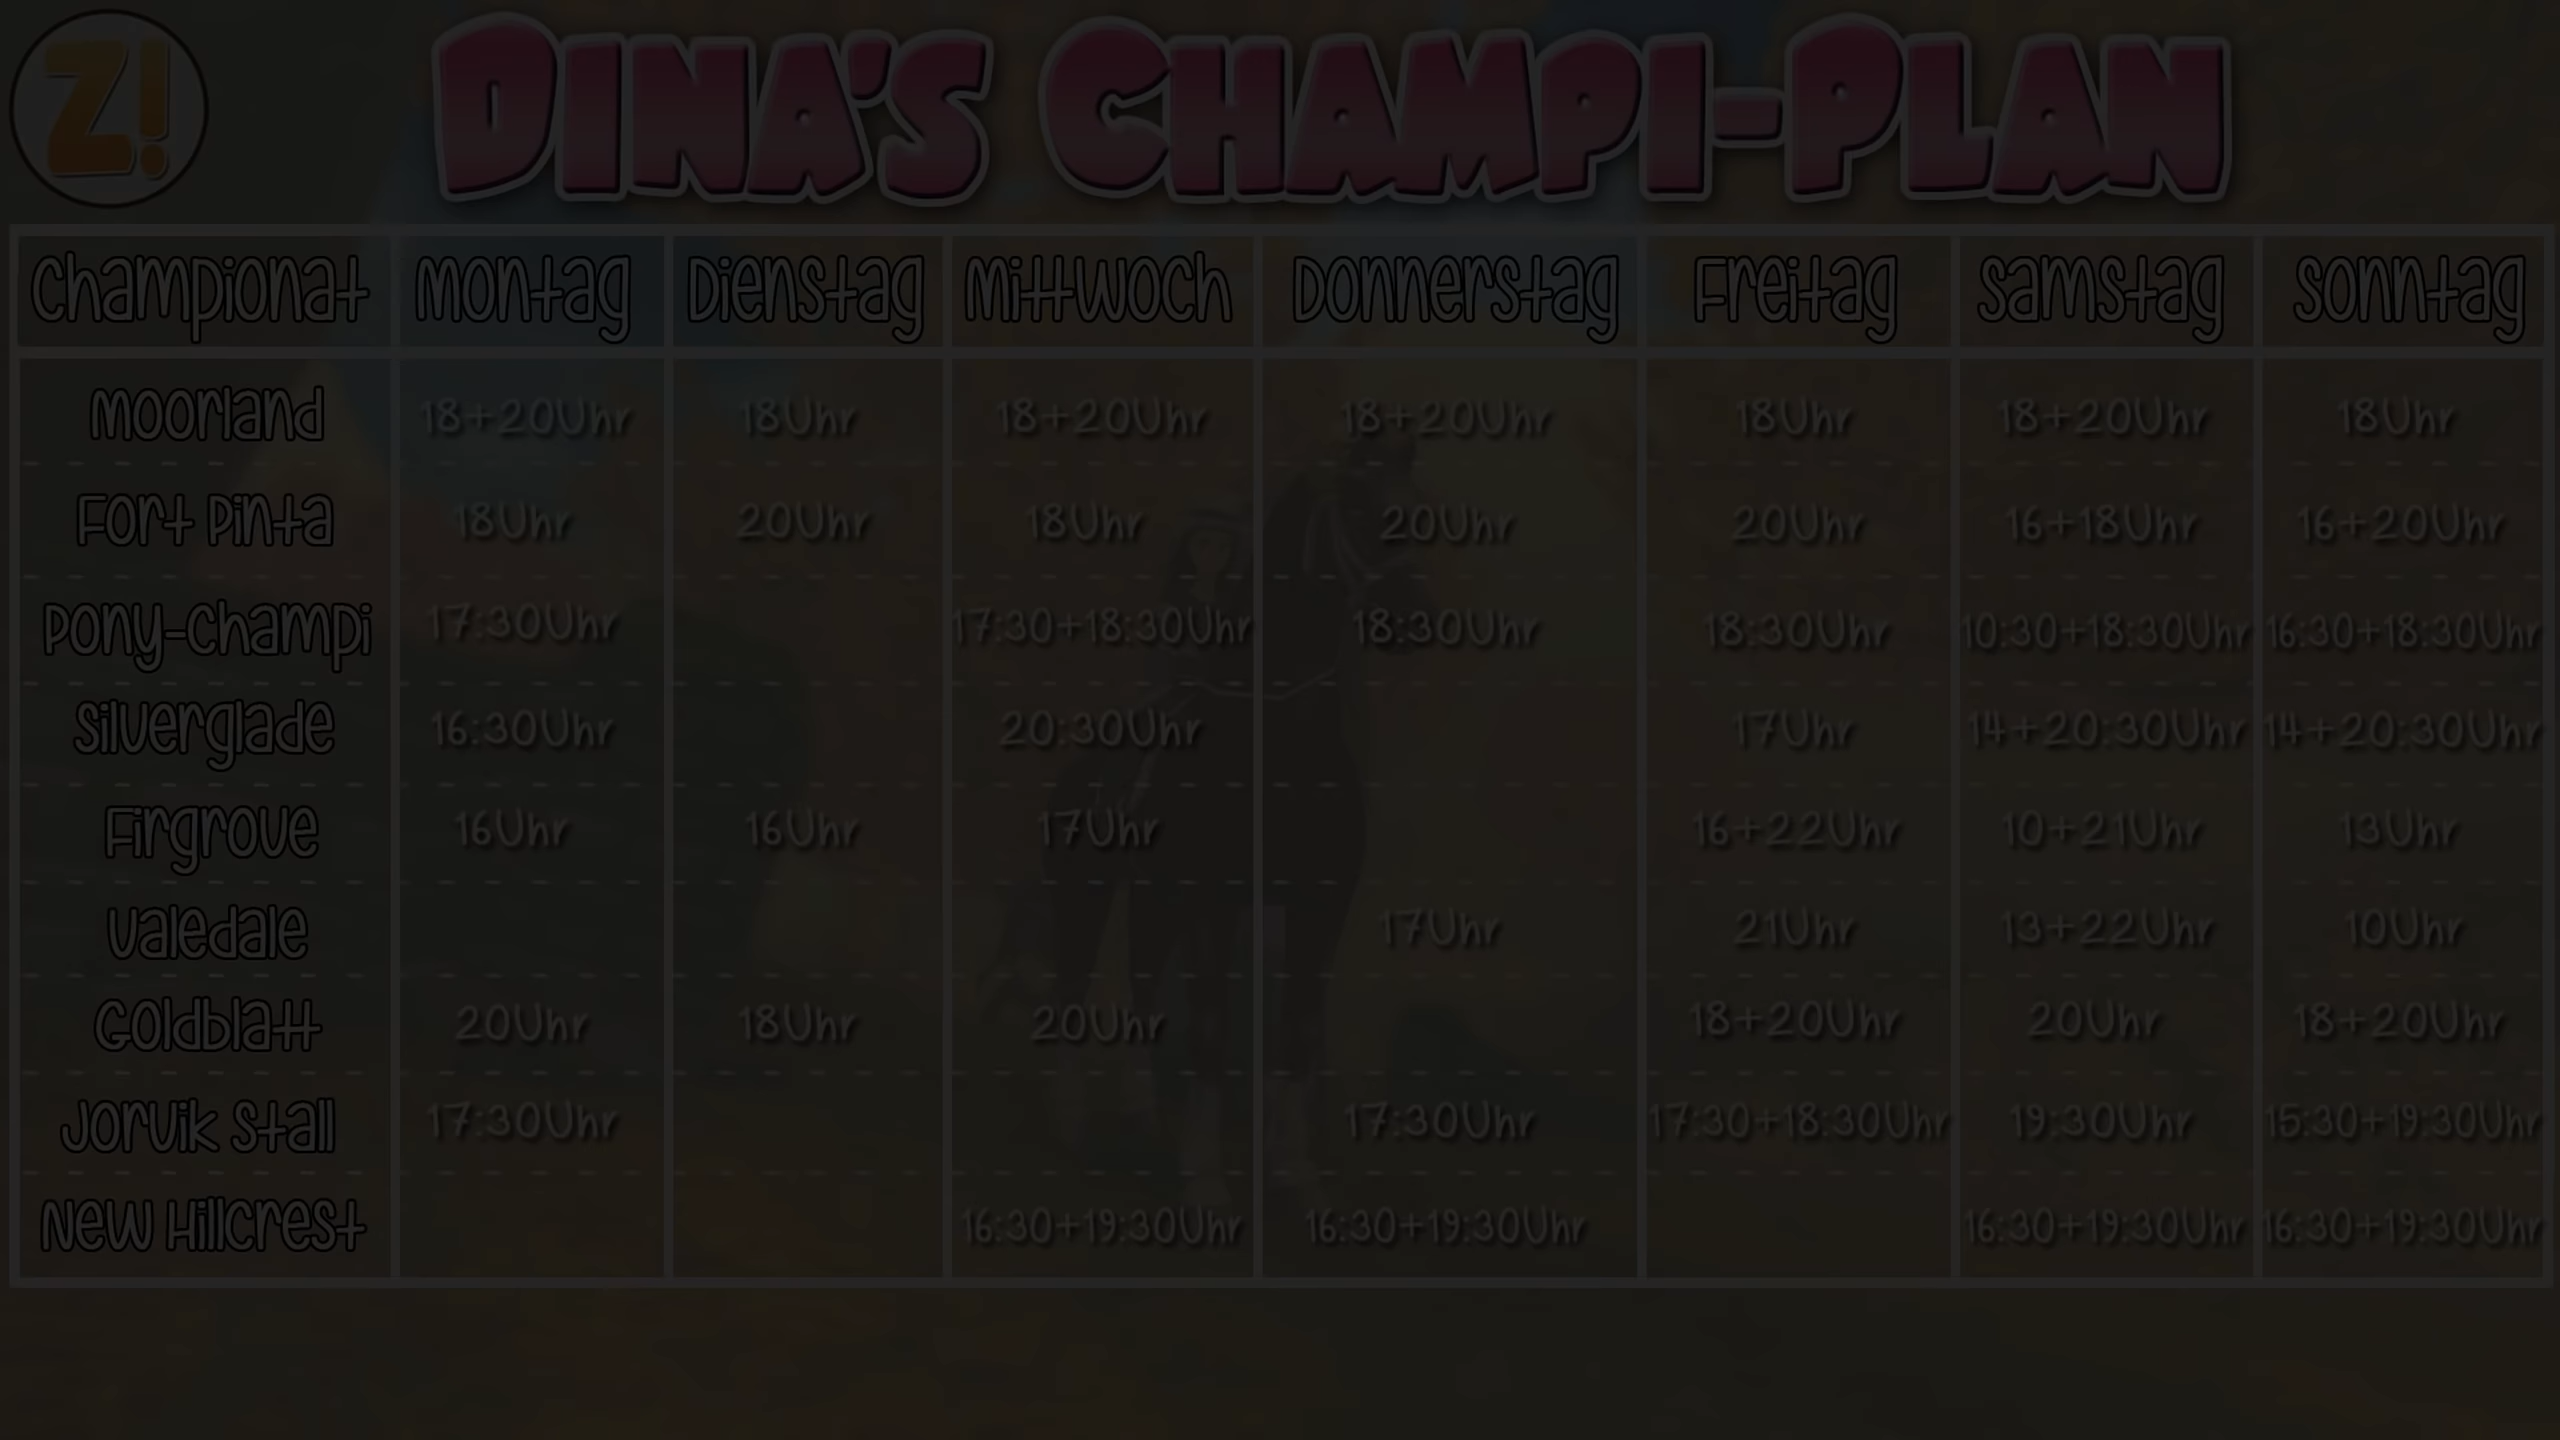 Z!
DINA'S CHAMPI-PLAN
Championat Montag Dienstag Mittwoch Donnerstag Freitag Samstag Sonntag
Moorland 18+20Uhr 18Uhr 18+20Uhr 18+20Uhr 18Uhr 18+20Uhr 18Uhr
Fort Pinta 18Uhr 20Uhr 18Uhr 20Uhr 20Uhr 16+18Uhr 16+20Uhr
Pony-Champi 17:30Uhr 17:30+18:30Uhr 18:30Uhr 18:30Uhr 10:30+18:30Uhr 16:30+18:30Uhr
Silverglade 16:30Uhr 20:30Uhr 17Uhr 14+20:30Uhr 14+20:30Uhr
Firgrove 16Uhr 16Uhr 17Uhr 16+22Uhr 10+21Uhr 13Uhr
Valedale 17Uhr 21Uhr 13+22Uhr 10Uhr
Goldblatt 20Uhr 18Uhr 20Uhr 18+20Uhr 20Uhr 18+20Uhr
Jorvik Stall 17:30Uhr 17:30Uhr 17:30+18:30Uhr 19:30Uhr 15:30+19:30Uhr
New Hillcrest 16:30+19:30Uhr 16:30+19:30Uhr 16:30+19:30Uhr 16:30+19:30Uhr